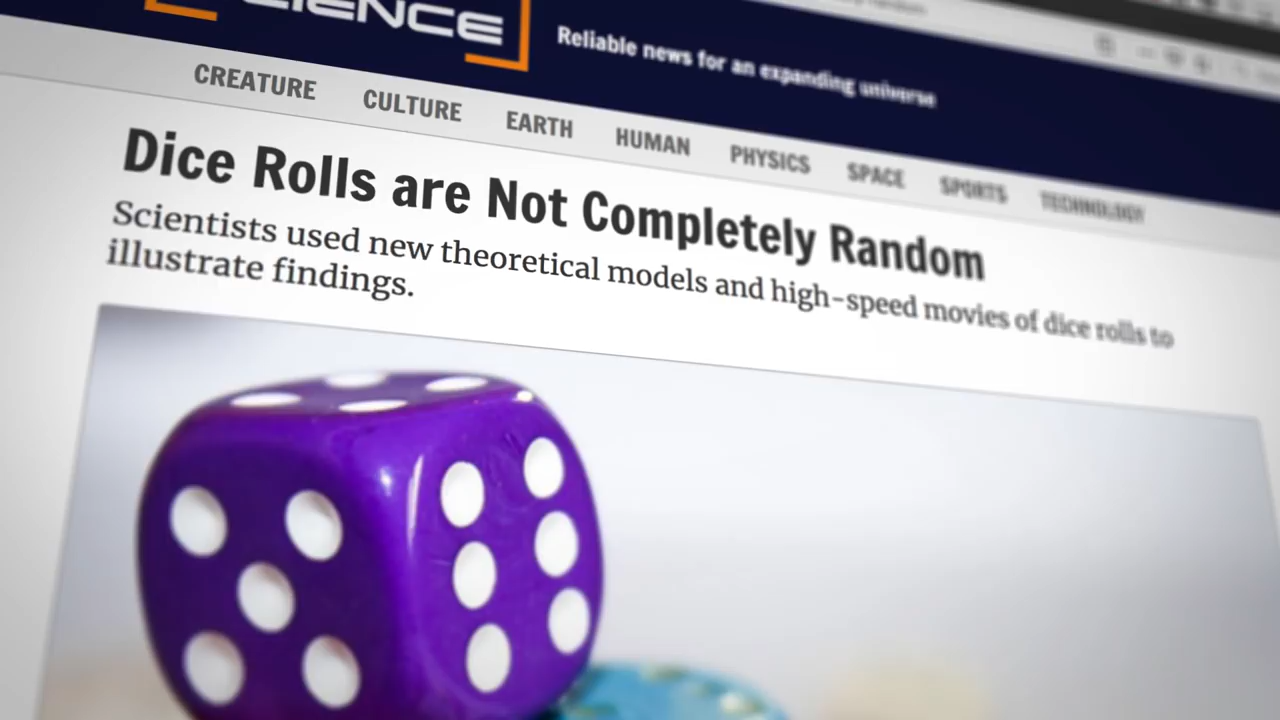 Reliable news for an expanding universe
CREATURE CULTURE EARTH HUMAN PHYSICS SPACE SPORTS TECHNOLOGY
Dice Rolls are Not Completely Random
Scientists used new theoretical models and high-speed movies of dice rolls to
illustrate findings.